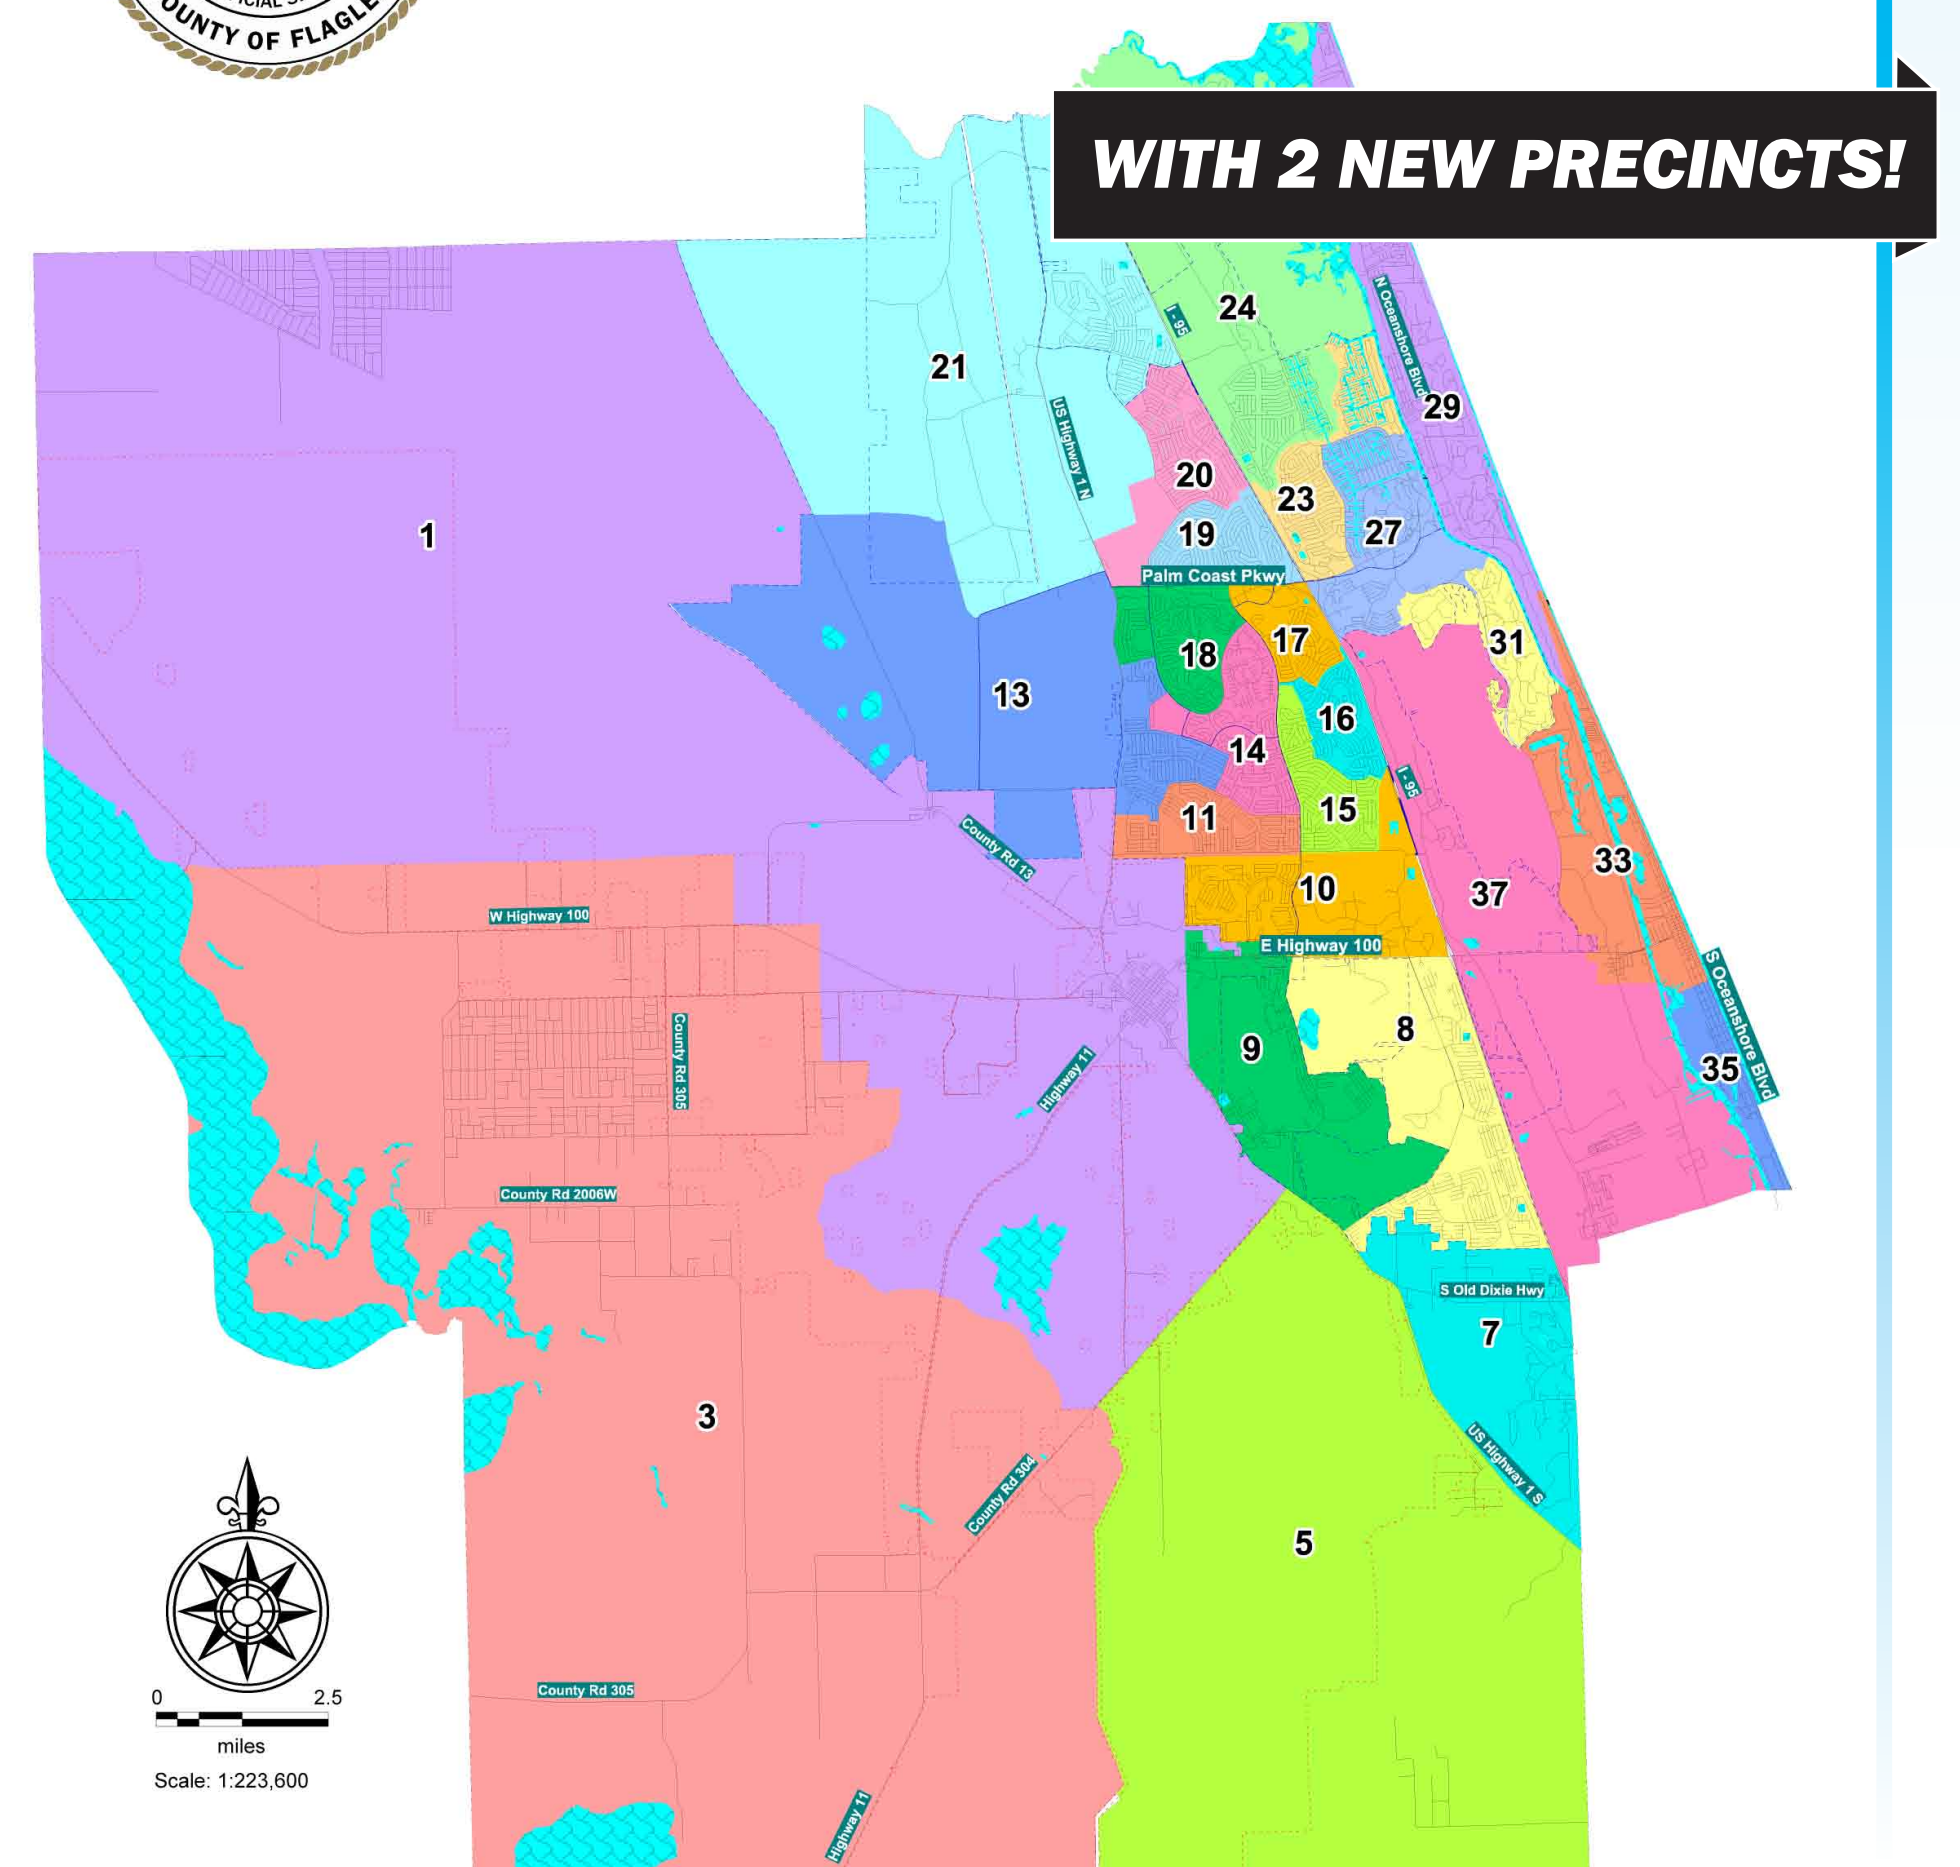 COUNTY OF FLAGLE
WITH 2 NEW PRECINCTS!
24
I - 95
N Oceanshore Blvd
21
29
US Highway 1 N
20
23
1
19
27
Palm Coast Pkwy
18
17
31
13
16
14
I - 95
15
11
County Rd 13
33
10
37
W Highway 100
E Highway 100
S Oceanshore Blvd
County Rd 305
8
9
35
Highway 11
County Rd 2006W
S Old Dixie Hwy
7
3
US Highway 1 S
County Rd 304
5
County Rd 305
0 2.5
miles
Scale: 1:223,600
Highway 11